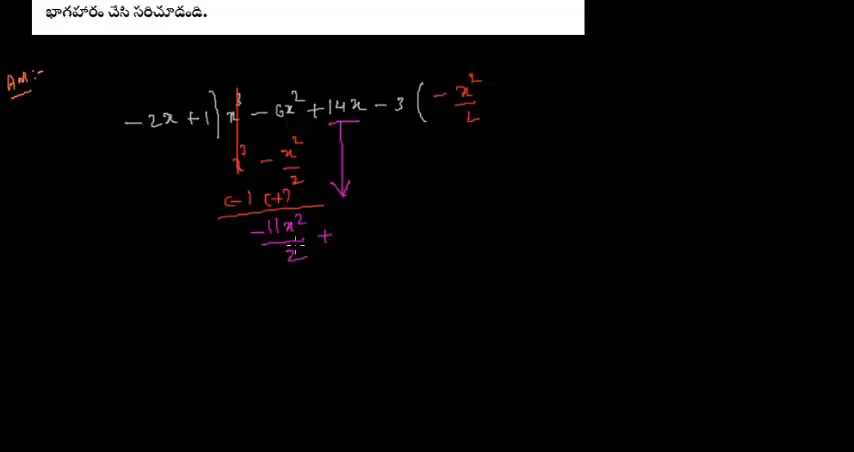 భాగహారం చేసి సరిచూడండి.
Ans:-
-2x+1) x³ - 6x² + 14x - 3 ( - x²/2
x³ - x²/2
(-) (+)
-11x²/2 +